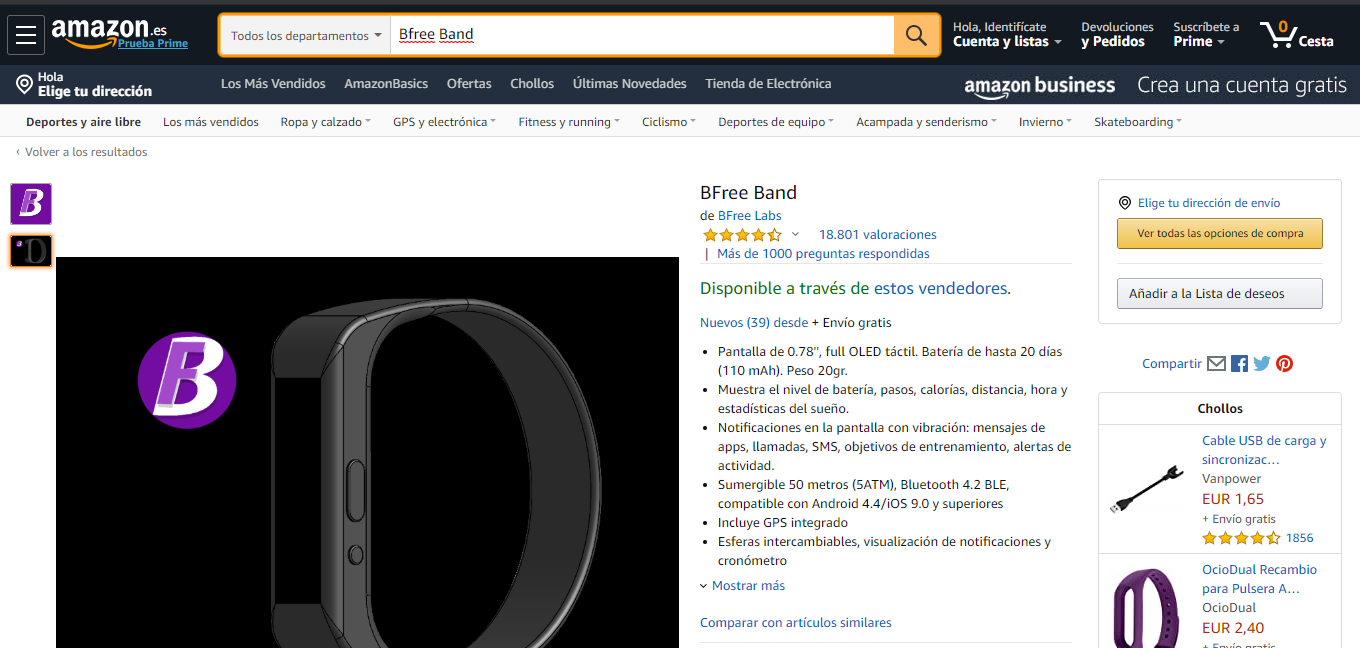 amazon.es
Prueba Prime
Todos los departamentos
Bfree Band
Hola, Identifícate
Cuenta y listas
Devoluciones
y Pedidos
Suscríbete a
Prime
0
Cesta
Hola
Elige tu dirección
Los Más Vendidos
AmazonBasics
Ofertas
Chollos
Últimas Novedades
Tienda de Electrónica
amazon business
Crea una cuenta gratis
Deportes y aire libre
Los más vendidos
Ropa y calzado
GPS y electrónica
Fitness y running
Ciclismo
Deportes de equipo
Acampada y senderismo
Invierno
Skateboarding
‹ Volver a los resultados
B
B
BFree Band
de BFree Labs
18.801 valoraciones
| Más de 1000 preguntas respondidas
Disponible a través de estos vendedores.
Nuevos (39) desde + Envío gratis
• Pantalla de 0.78'', full OLED táctil. Batería de hasta 20 días
(110 mAh). Peso 20gr.
• Muestra el nivel de batería, pasos, calorías, distancia, hora y
estadísticas del sueño.
• Notificaciones en la pantalla con vibración: mensajes de
apps, llamadas, SMS, objetivos de entrenamiento, alertas de
actividad.
• Sumergible 50 metros (5ATM), Bluetooth 4.2 BLE,
compatible con Android 4.4/iOS 9.0 y superiores
• Incluye GPS integrado
• Esferas intercambiables, visualización de notificaciones y
cronómetro
Mostrar más
Comparar con artículos similares
Elige tu dirección de envío
Ver todas las opciones de compra
Añadir a la Lista de deseos
Compartir
Chollos
Cable USB de carga y
sincronizac…
Vanpower
EUR 1,65
+ Envío gratis
1856
OcioDual Recambio
para Pulsera A…
OcioDual
EUR 2,40
+ Envío gratis